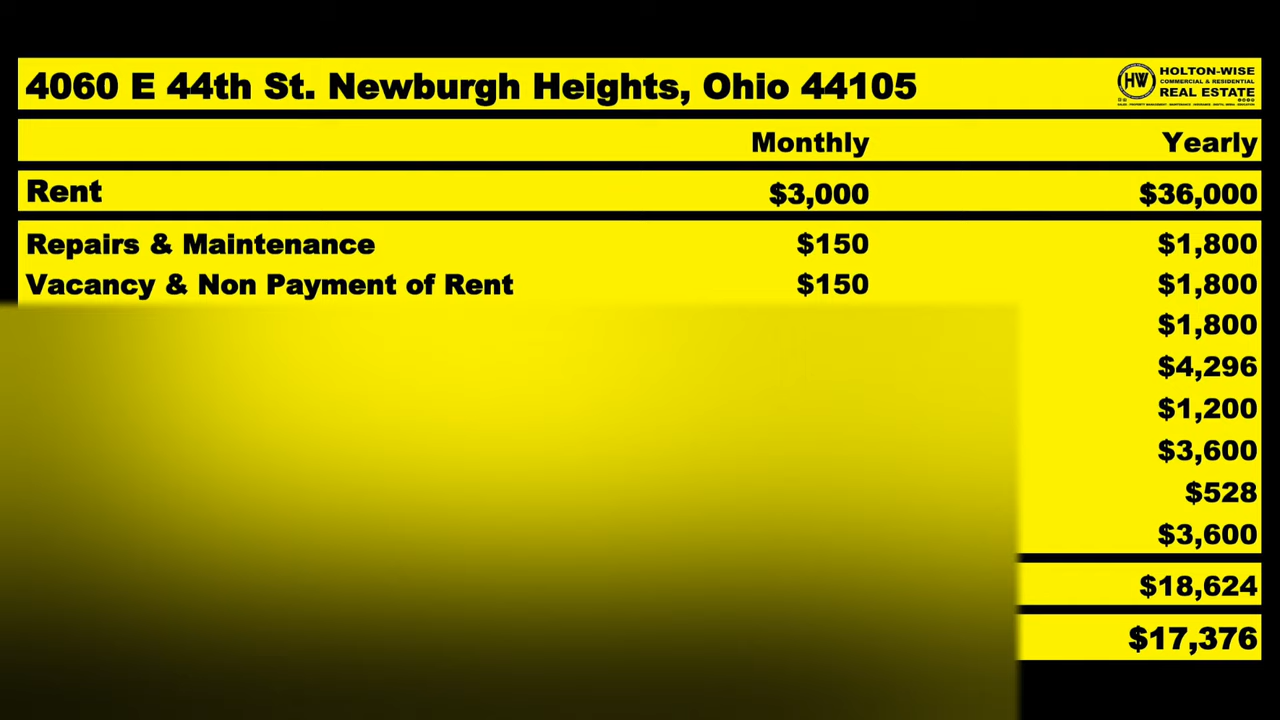 4060 E 44th St. Newburgh Heights, Ohio 44105
HW
HOLTON-WISE
COMMERCIAL & RESIDENTIAL
REAL ESTATE
Monthly Yearly
Rent $3,000 $36,000
Repairs & Maintenance $150 $1,800
Vacancy & Non Payment of Rent $150 $1,800
$1,800
$4,296
$1,200
$3,600
$528
$3,600
$18,624
$17,376